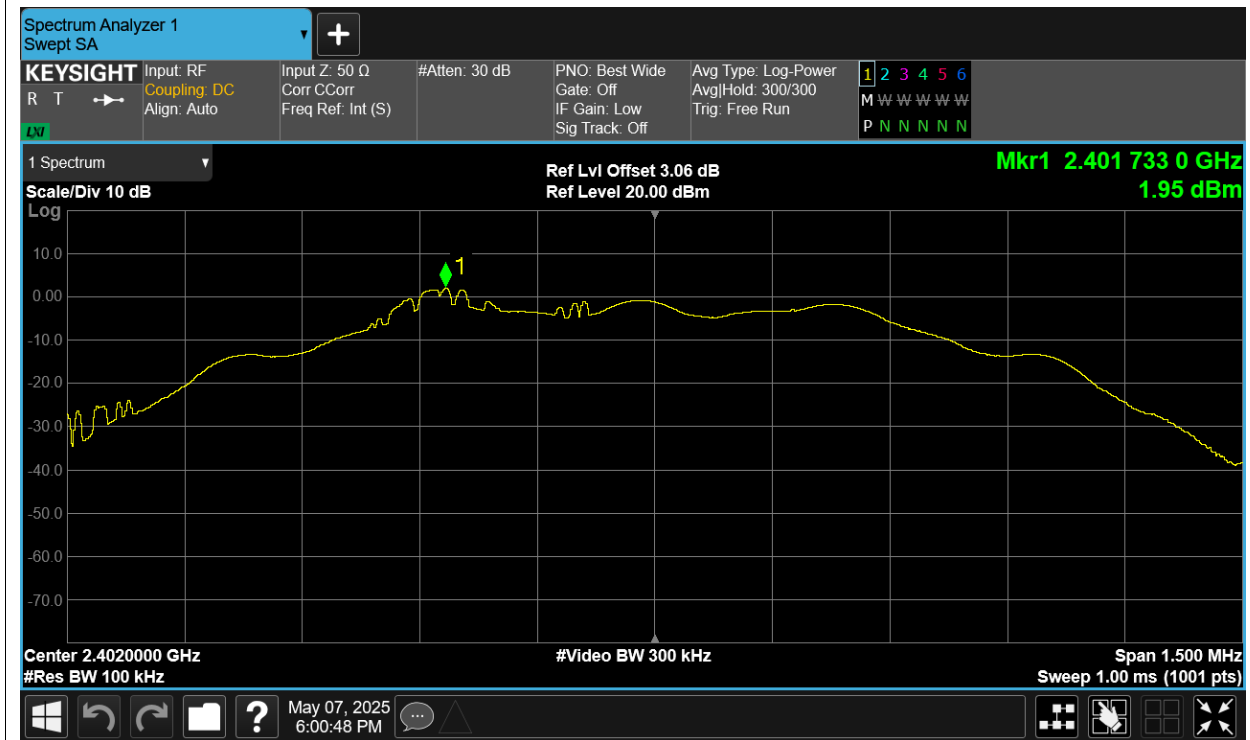 Spectrum Analyzer 1
Swept SA
KEYSIGHT
R T
LXI
Input: RF
Coupling: DC
Align: Auto
Input Z: 50 Ω
Corr CCorr
Freq Ref: Int (S)
#Atten: 30 dB
PNO: Best Wide
Gate: Off
IF Gain: Low
Sig Track: Off
Avg Type: Log-Power
Avg|Hold: 300/300
Trig: Free Run
1 2 3 4 5 6
M W W W W W
P N N N N N
1 Spectrum
Scale/Div 10 dB
Log
Ref Lvl Offset 3.06 dB
Ref Level 20.00 dBm
Mkr1 2.401 733 0 GHz
1.95 dBm
1
10.0
0.00
-10.0
-20.0
-30.0
-40.0
-50.0
-60.0
-70.0
Center 2.4020000 GHz
#Res BW 100 kHz
#Video BW 300 kHz
Span 1.500 MHz
Sweep 1.00 ms (1001 pts)
?
May 07, 2025
6:00:48 PM